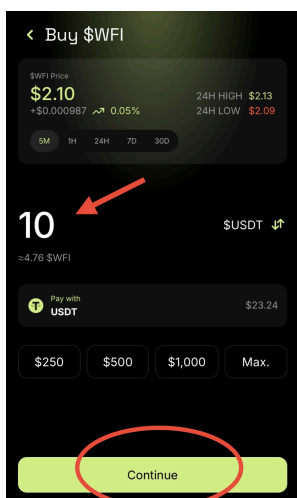 Buy $WFI
$WFI Price
$2.10
+$0.000987 0.05%
24H HIGH $2.13
24H LOW $2.09
5M 1H 24H 7D 30D
10
$USDT
≈4.76 $WFI
Pay with
USDT
$23.24
$250 $500 $1,000 Max.
Continue